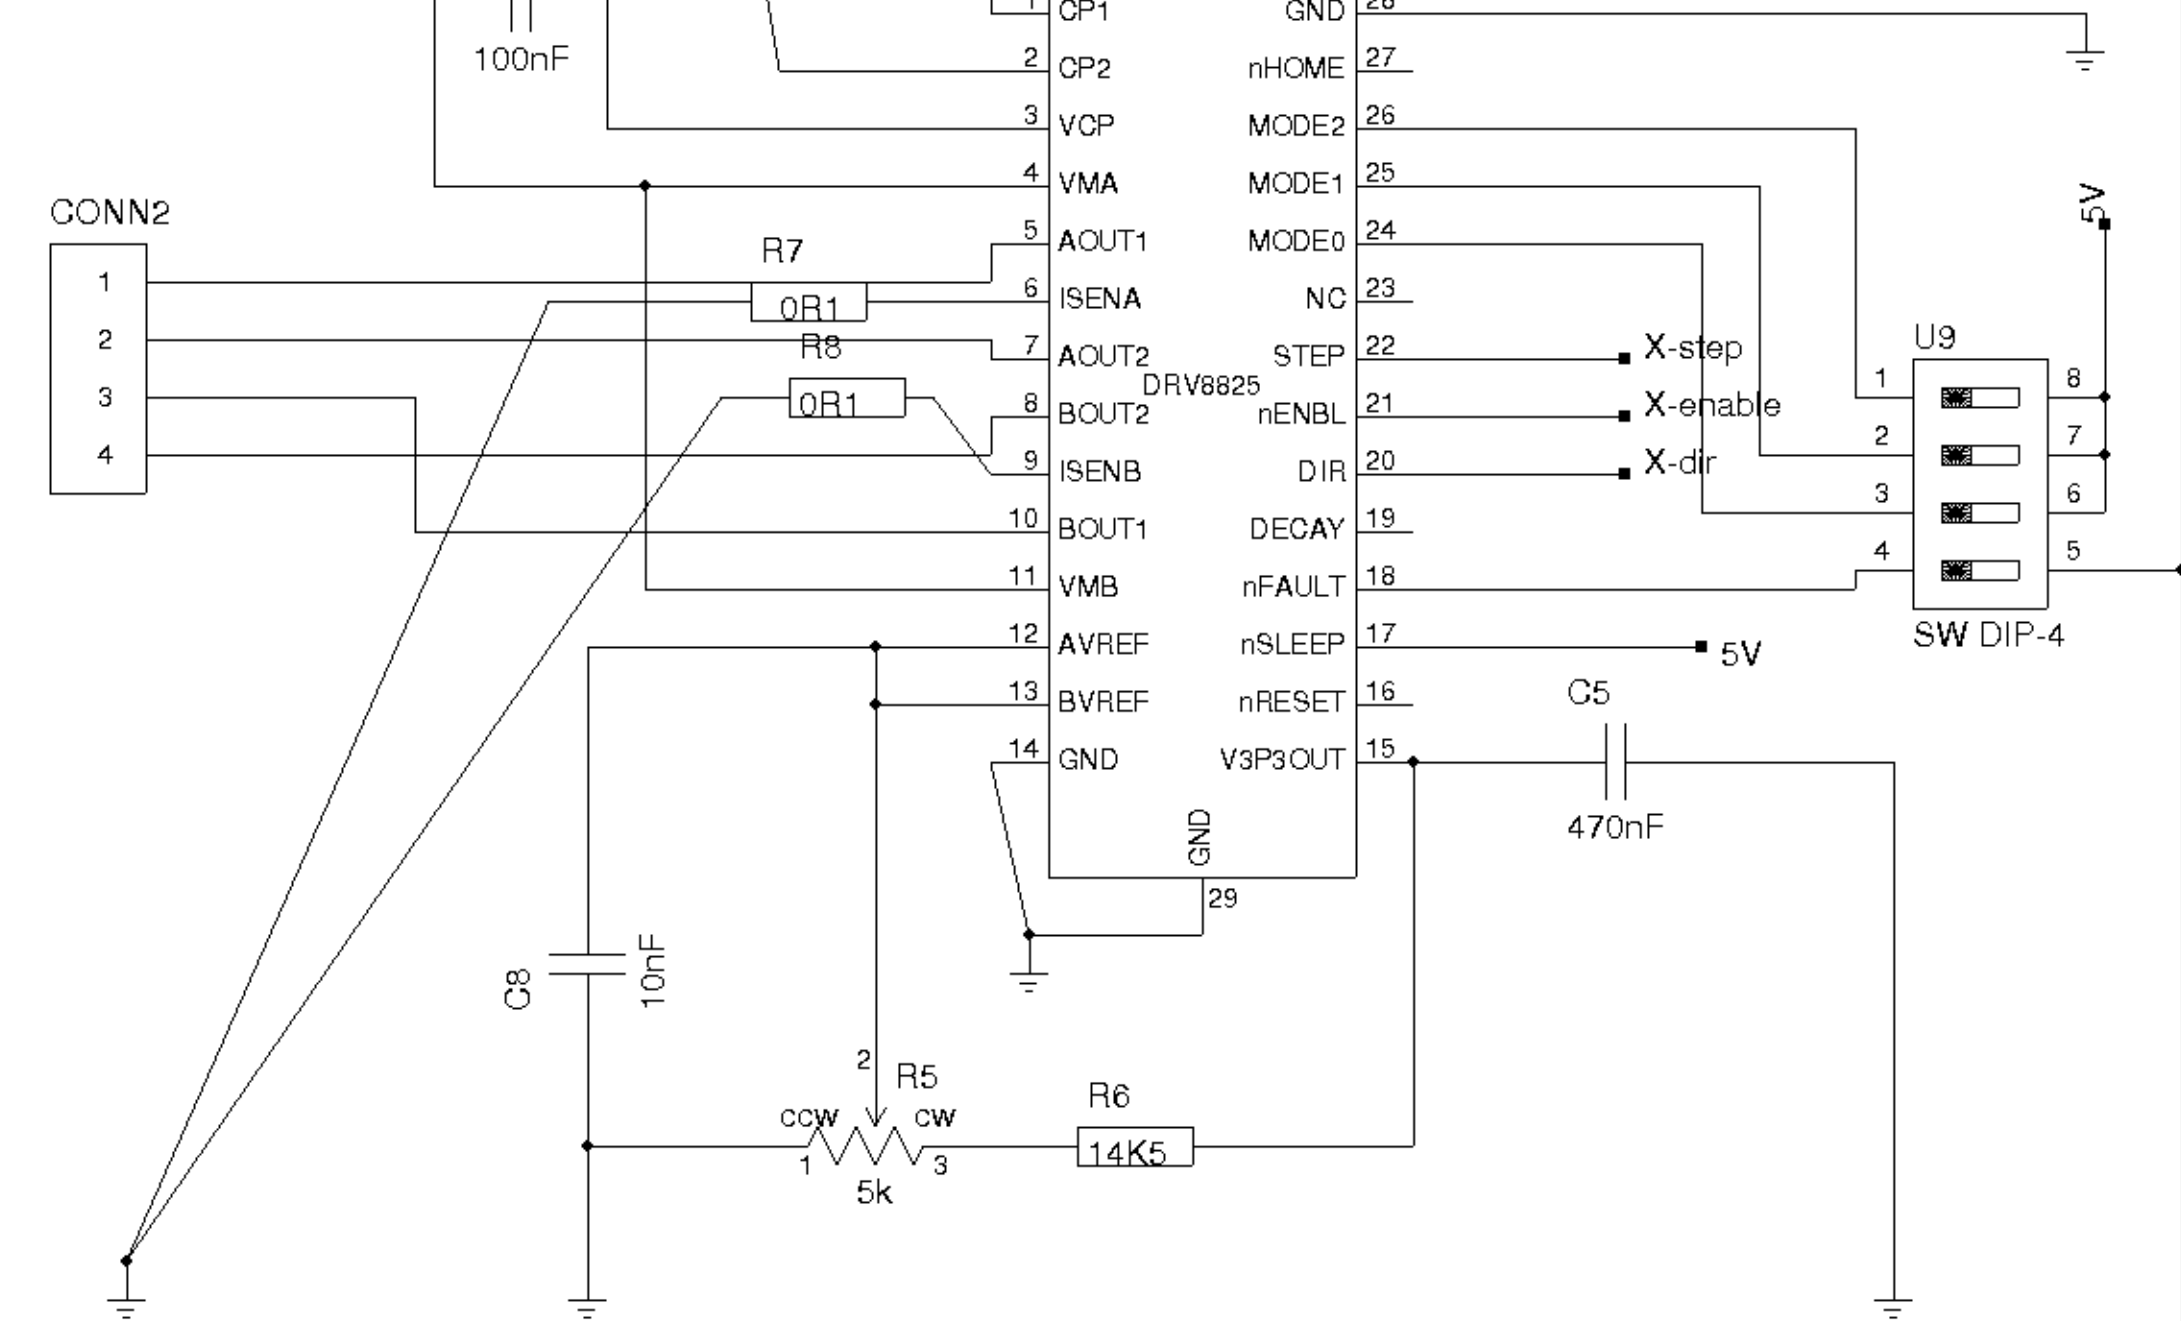 100nF
1 CP1
2 CP2
3 VCP
4 VMA
5 AOUT1
6 ISENA
7 AOUT2
8 BOUT2
9 ISENB
10 BOUT1
11 VMB
12 AVREF
13 BVREF
14 GND
DRV8825
GND 28
nHOME 27
MODE2 26
MODE1 25
MODE0 24
NC 23
STEP 22
nENBL 21
DIR 20
DECAY 19
nFAULT 18
nSLEEP 17
nRESET 16
V3P3OUT 15
GND
29
CONN2
1
2
3
4
R7
0R1
R8
0R1
X-step
X-enable
X-dir
5V
5V
U9
1 8
2 7
3 6
4 5
SW DIP-4
C5
470nF
C8
10nF
2
R5
ccw cw
1 3
5k
R6
14K5